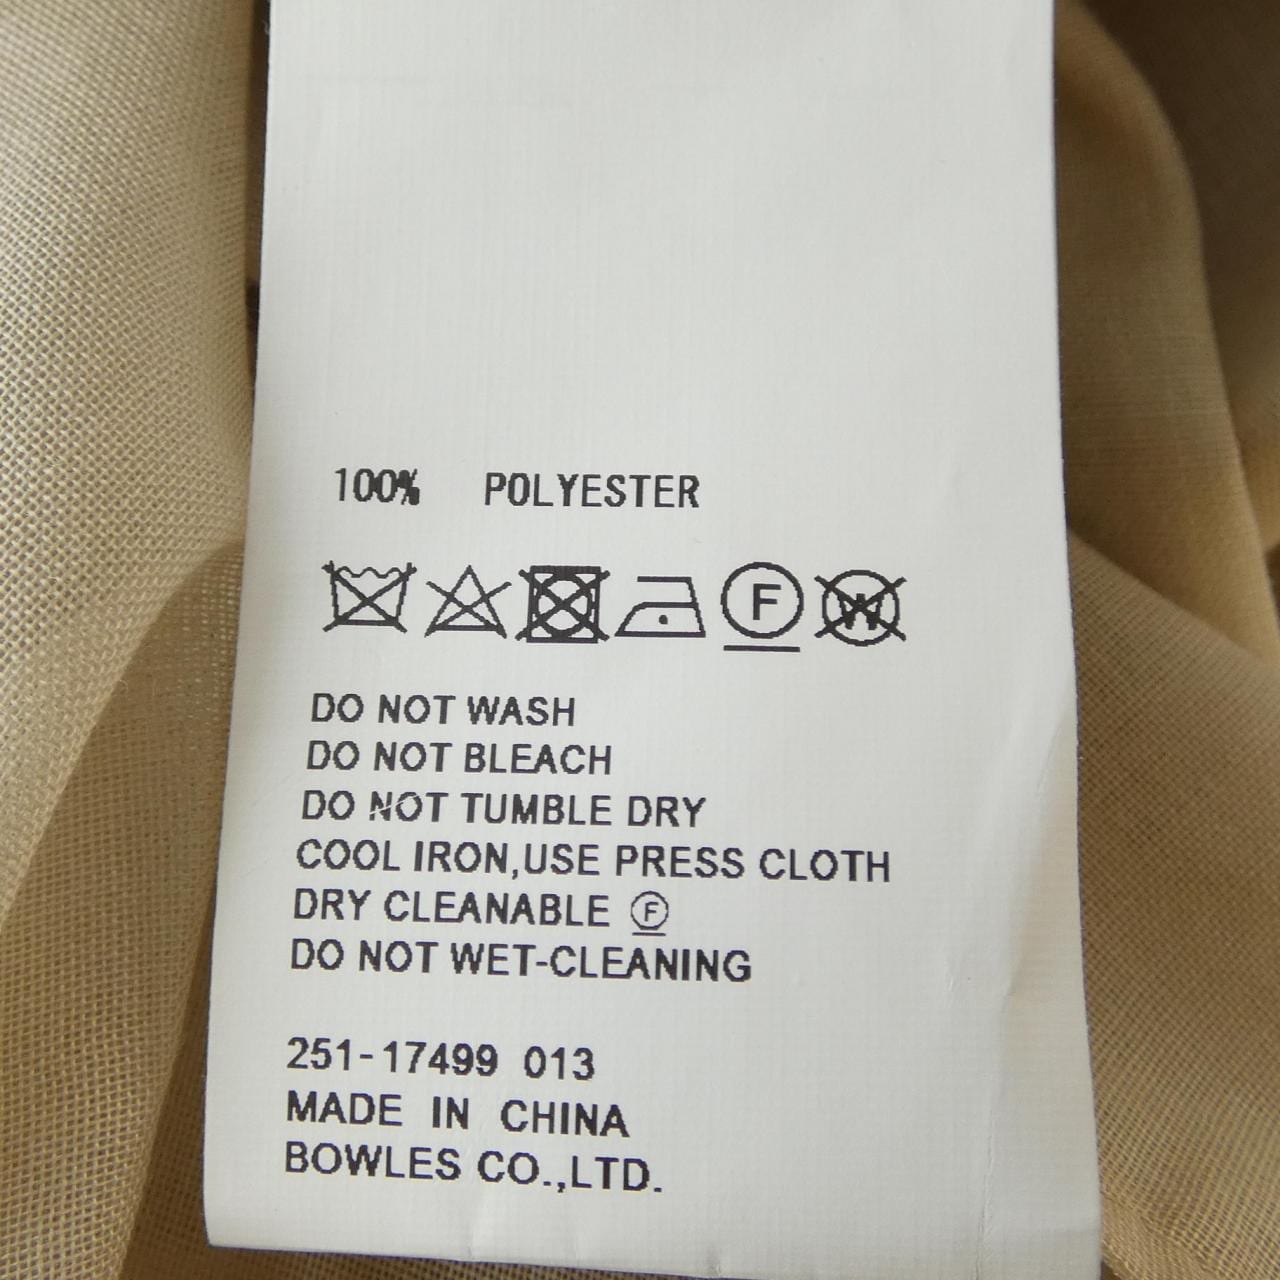 100% POLYESTER
F W
DO NOT WASH
DO NOT BLEACH
DO NOT TUMBLE DRY
COOL IRON,USE PRESS CLOTH
DRY CLEANABLE Ⓕ
DO NOT WET-CLEANING
251-17499 013
MADE IN CHINA
BOWLES CO.,LTD.